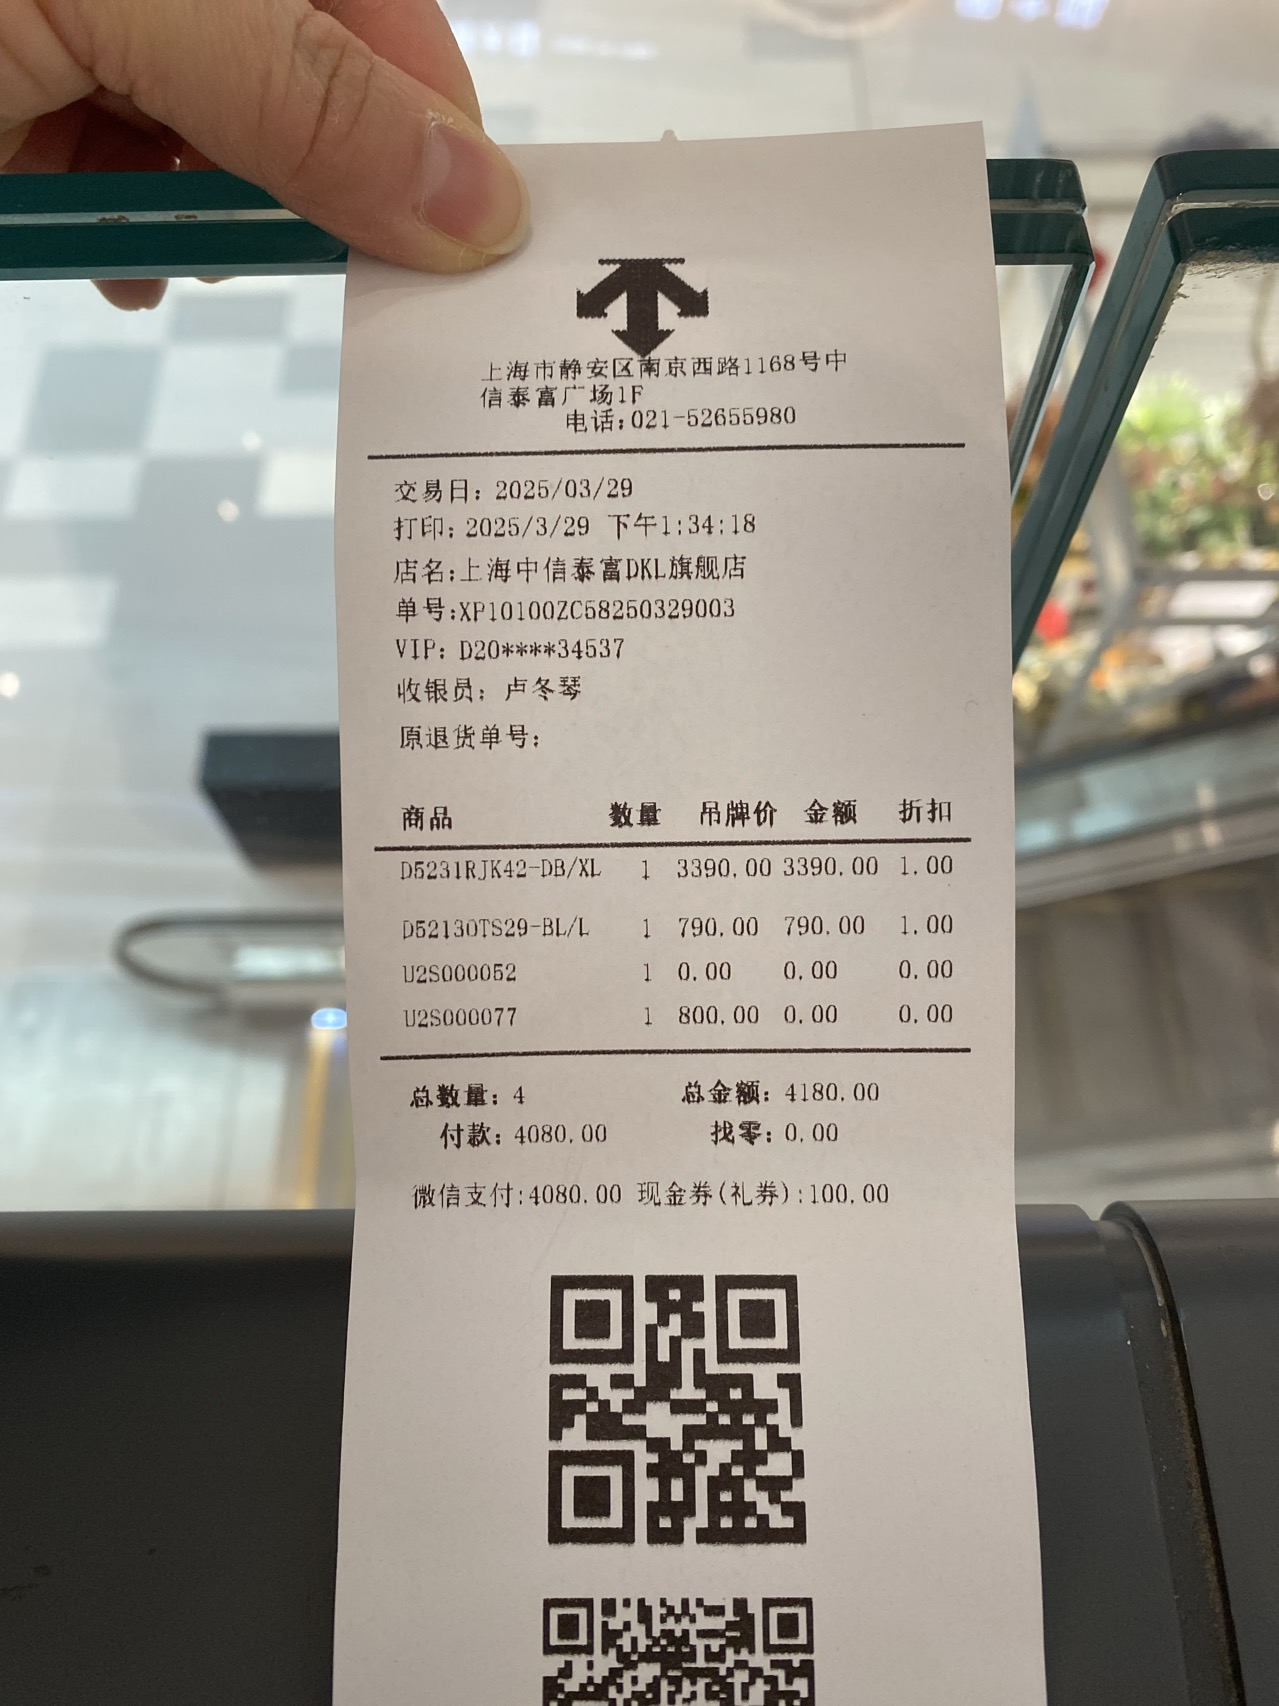 上海市静安区南京西路1168号中
信泰富广场1F
电话:021-52655980
交易日: 2025/03/29
打印: 2025/3/29 下午1:34:18
店名:上海中信泰富DKL旗舰店
单号:XP10100ZC58250329003
VIP: D20****34537
收银员: 卢冬琴
原退货单号:
商品 数量 吊牌价 金额 折扣
D5231RJK42-DB/XL 1 3390.00 3390.00 1.00
D5213OTS29-BL/L 1 790.00 790.00 1.00
U2S000052 1 0.00 0.00 0.00
U2S000077 1 800.00 0.00 0.00
总数量: 4 总金额: 4180.00
付款: 4080.00 找零: 0.00
微信支付:4080.00 现金券(礼券):100.00